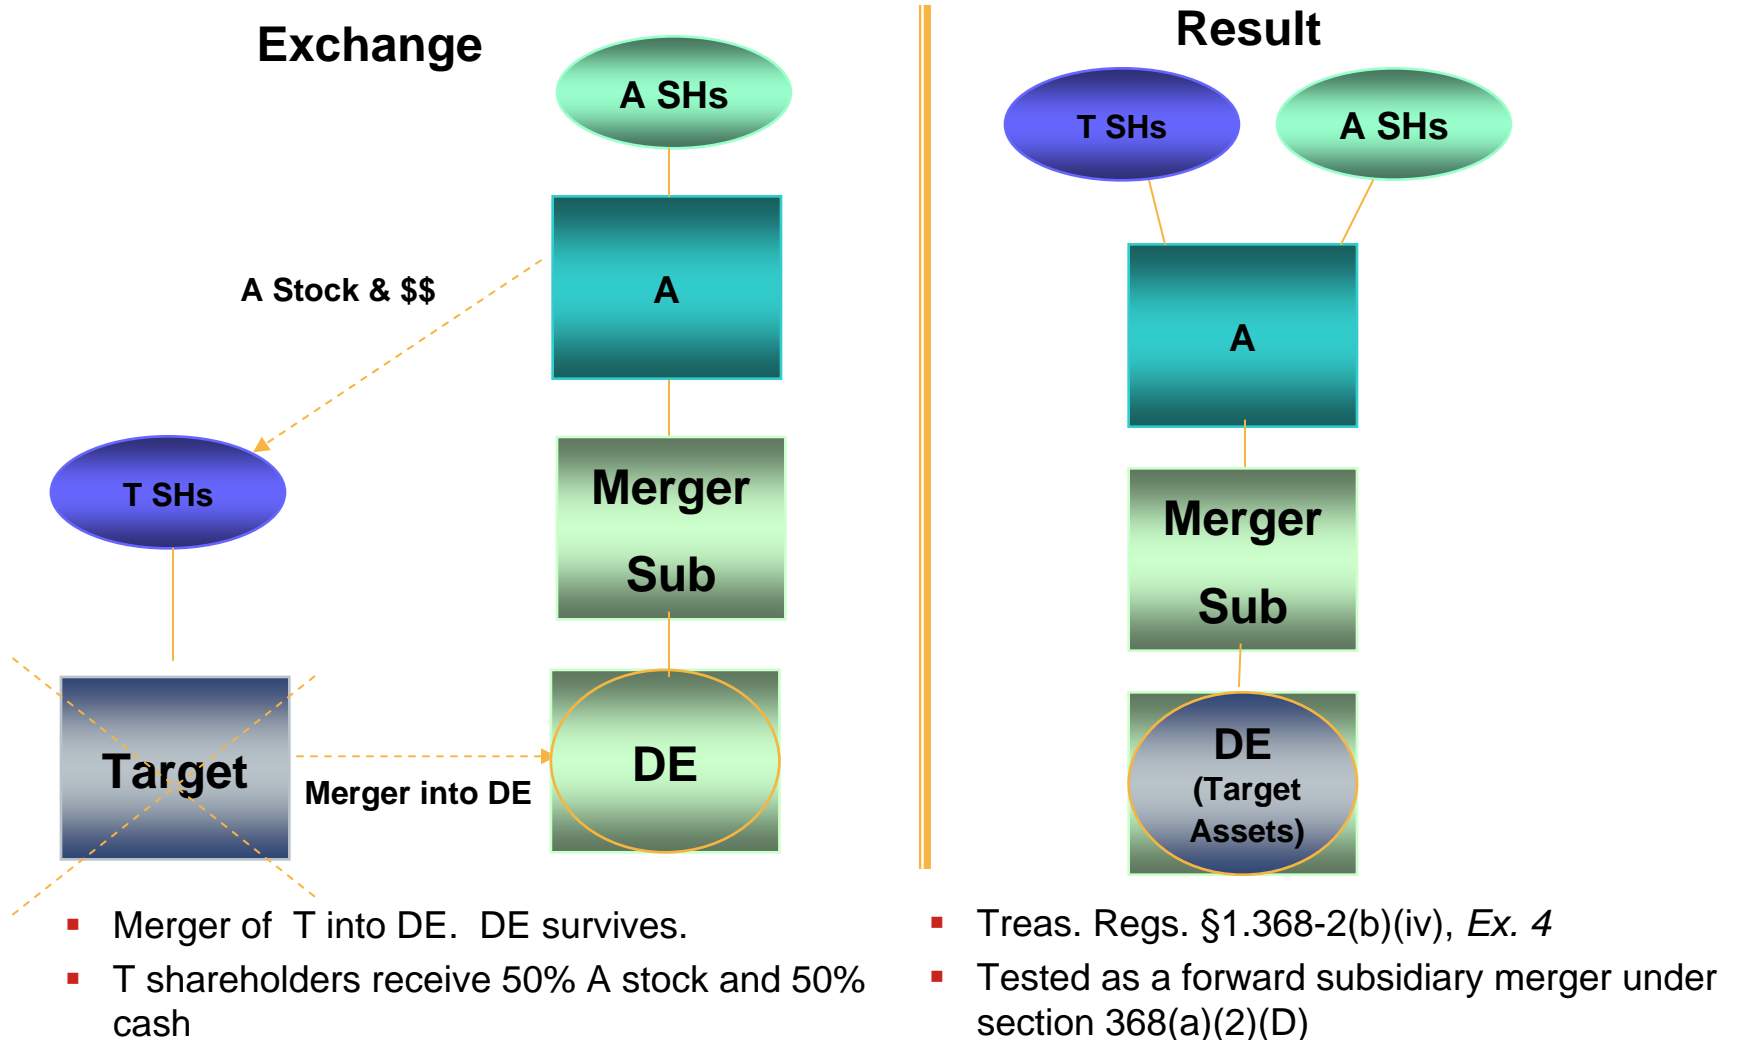 Exchange
A SHs
A
A Stock & $$
T SHs
Merger
Sub
Target
Merger into DE
DE
▪ Merger of T into DE. DE survives.
▪ T shareholders receive 50% A stock and 50%
cash
Result
T SHs
A SHs
A
Merger
Sub
DE
(Target
Assets)
▪ Treas. Regs. §1.368-2(b)(iv), Ex. 4
▪ Tested as a forward subsidiary merger under
section 368(a)(2)(D)